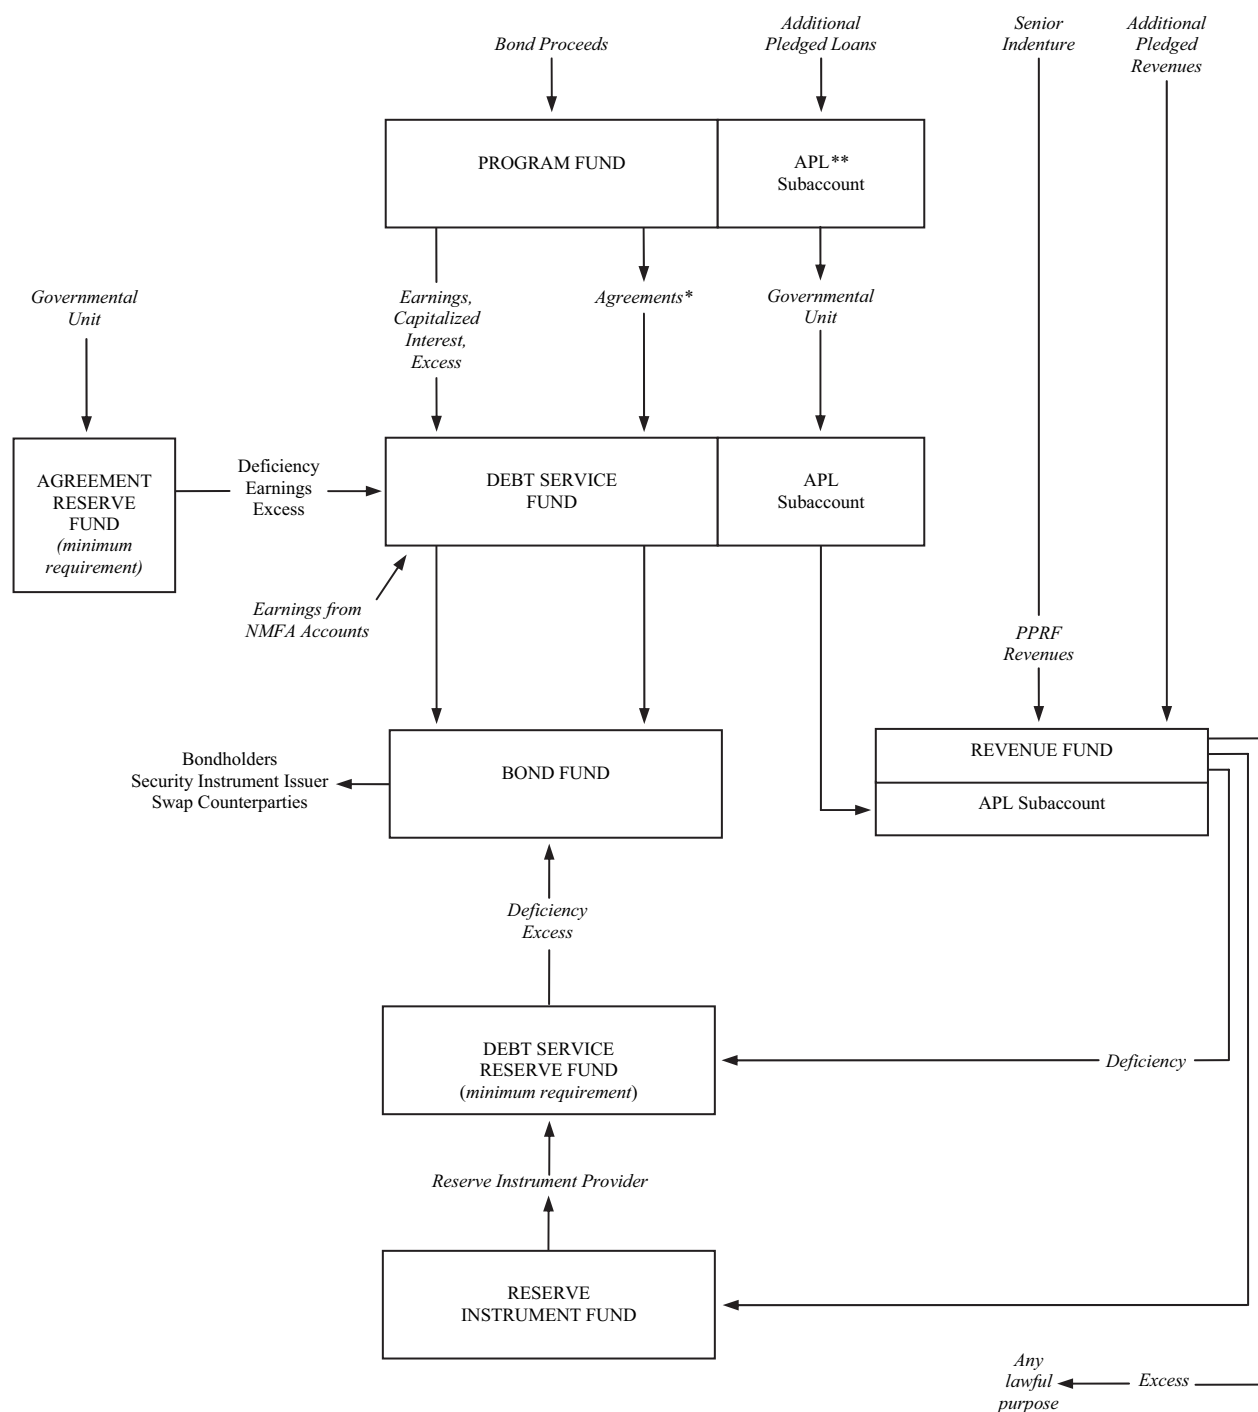 Bond Proceeds
Additional
Pledged Loans
Senior
Indenture
Additional
Pledged
Revenues
PROGRAM FUND
APL**
Subaccount
Governmental
Unit
Earnings,
Capitalized
Interest,
Excess
Agreements*
Governmental
Unit
AGREEMENT
RESERVE
FUND
(minimum
requirement)
Deficiency
Earnings
Excess
DEBT SERVICE
FUND
APL
Subaccount
Earnings from
NMFA Accounts
PPRF
Revenues
Bondholders
Security Instrument Issuer
Swap Counterparties
BOND FUND
REVENUE FUND
APL Subaccount
Deficiency
Excess
DEBT SERVICE
RESERVE FUND
(minimum requirement)
Deficiency
Reserve Instrument Provider
RESERVE
INSTRUMENT FUND
Any
lawful
purpose
Excess